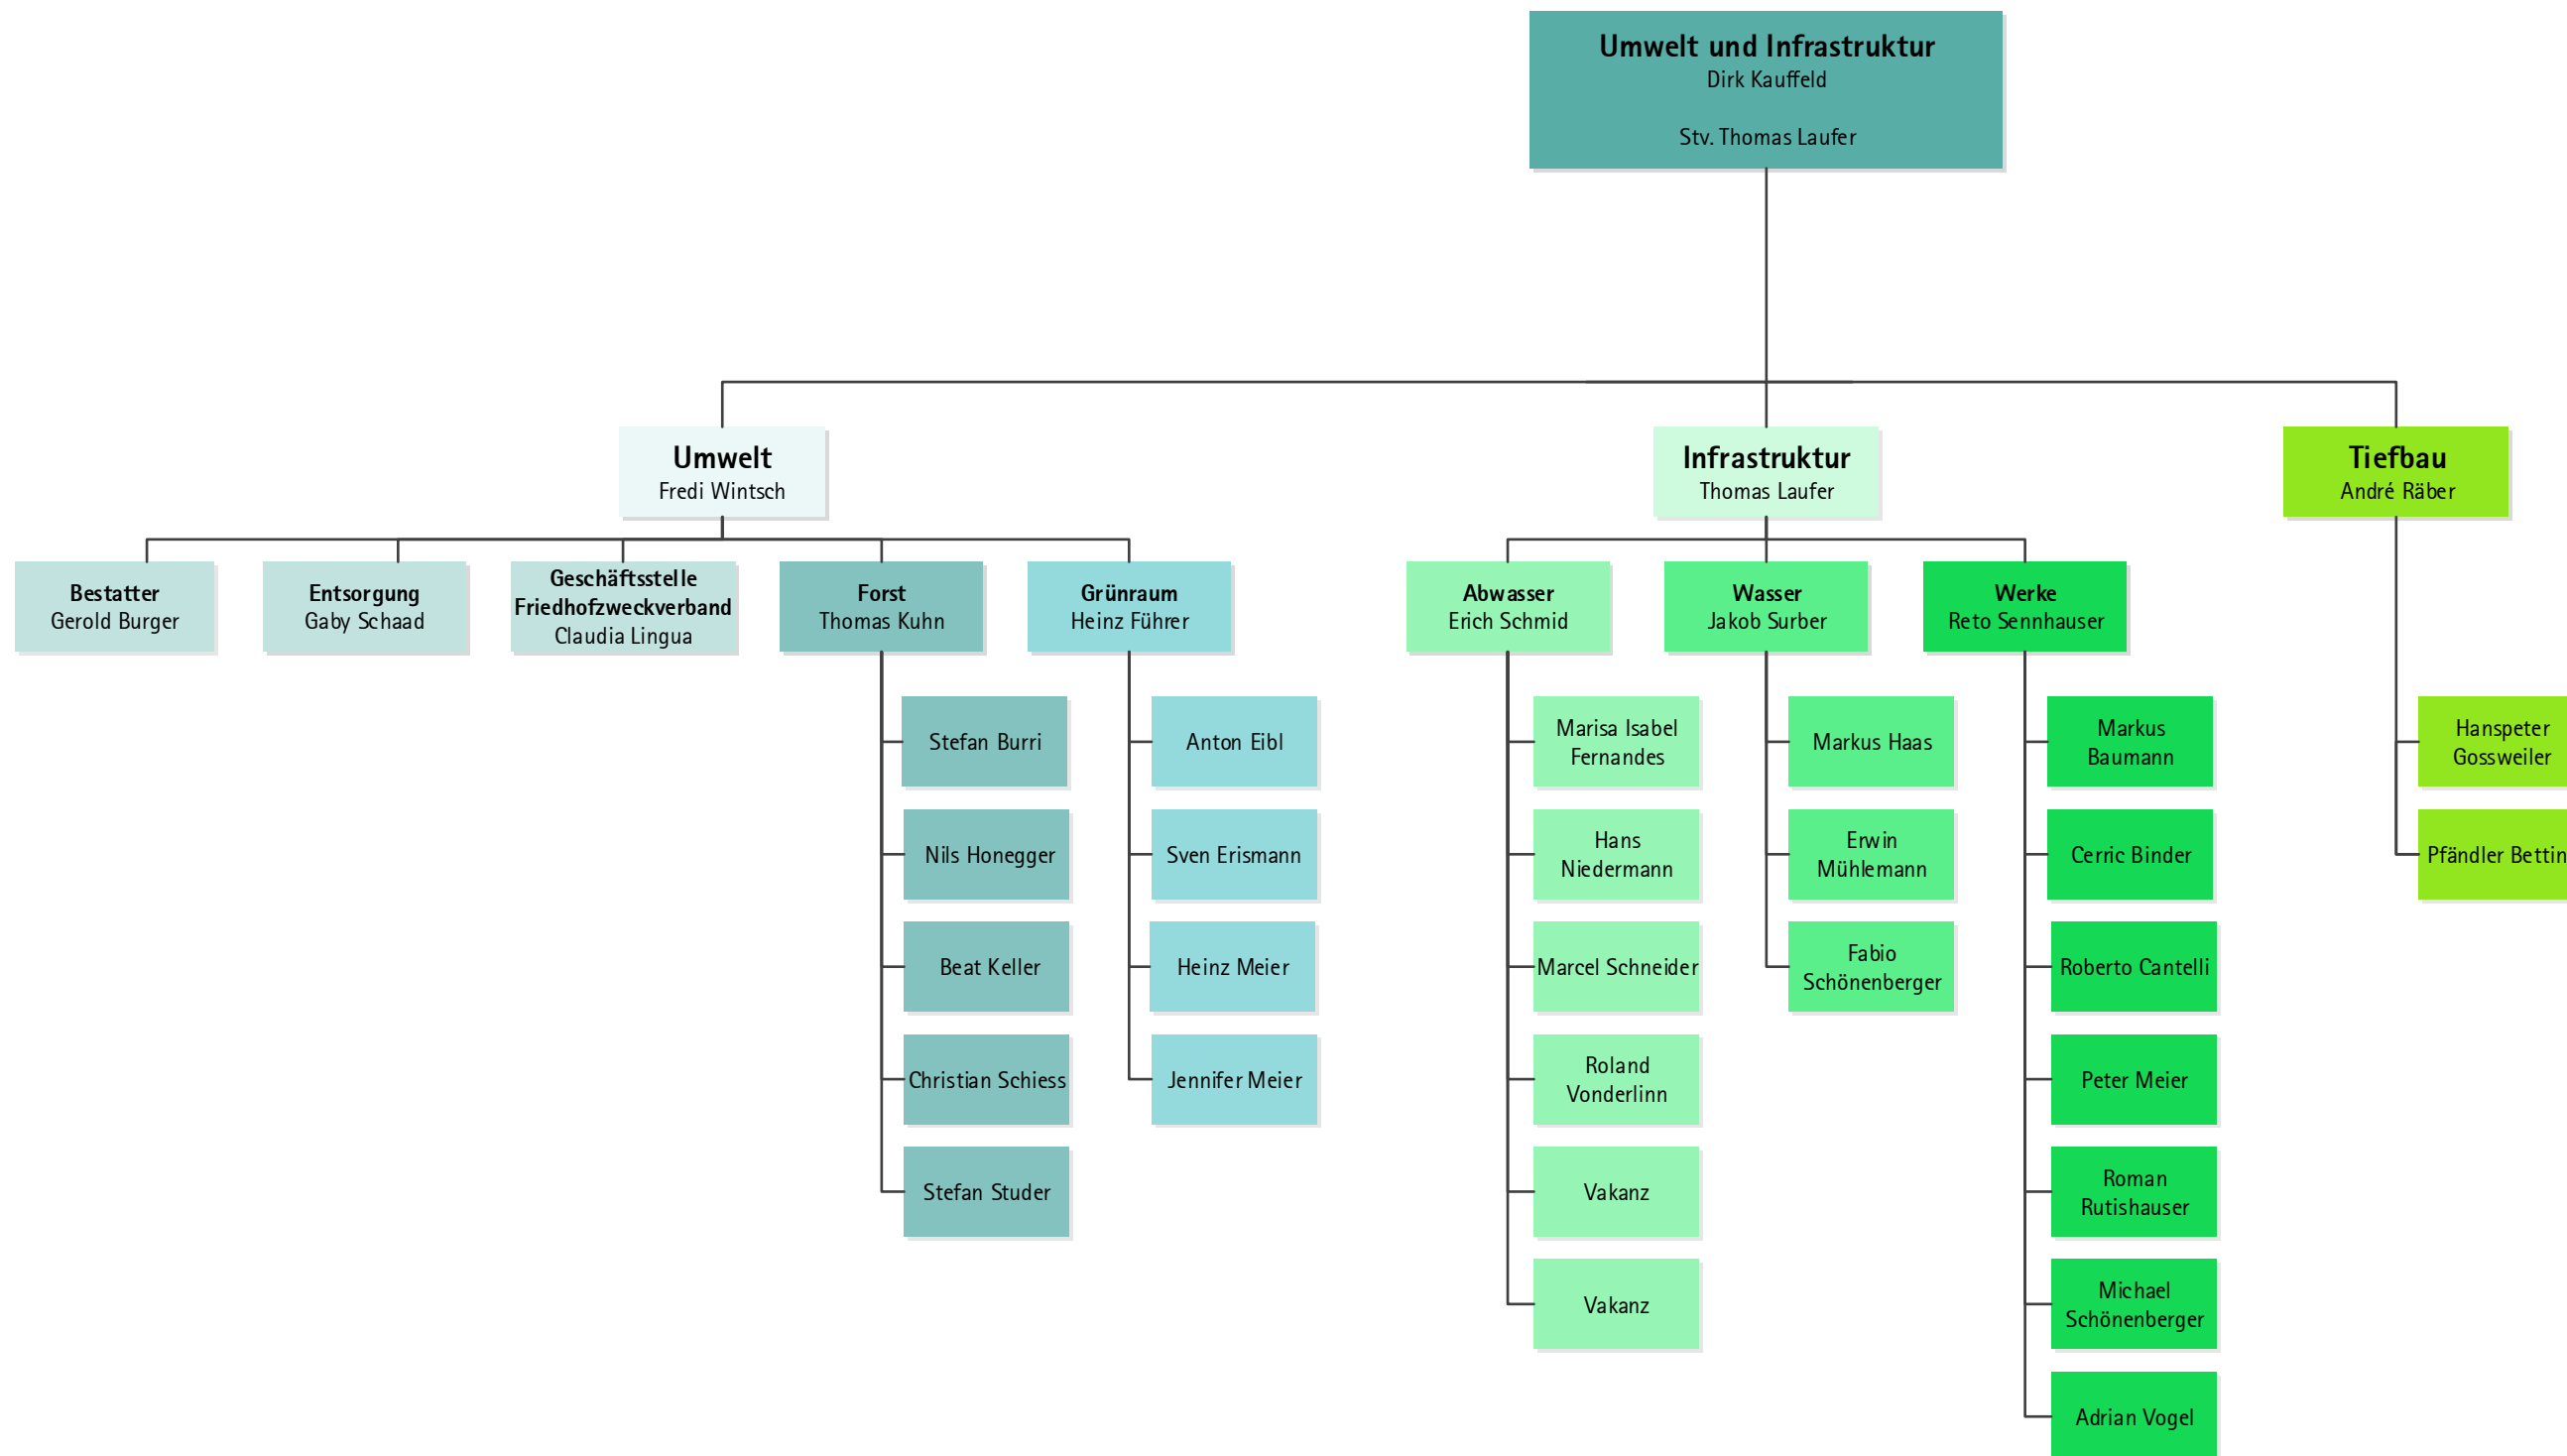 Umwelt und Infrastruktur
Dirk Kauffeld
Stv. Thomas Laufer
Umwelt
Fredi Wintsch
Infrastruktur
Thomas Laufer
Tiefbau
André Räber
Bestatter
Gerold Burger
Entsorgung
Gaby Schaad
Geschäftsstelle
Friedhofzweckverband
Claudia Lingua
Forst
Thomas Kuhn
Grünraum
Heinz Führer
Abwasser
Erich Schmid
Wasser
Jakob Surber
Werke
Reto Sennhauser
Stefan Burri
Nils Honegger
Beat Keller
Christian Schiess
Stefan Studer
Anton Eibl
Sven Erismann
Heinz Meier
Jennifer Meier
Marisa Isabel
Fernandes
Hans
Niedermann
Marcel Schneider
Roland
Vonderlinn
Vakanz
Vakanz
Markus Haas
Erwin
Mühlemann
Fabio
Schönenberger
Markus
Baumann
Cerric Binder
Roberto Cantelli
Peter Meier
Roman
Rutishauser
Michael
Schönenberger
Adrian Vogel
Hanspeter
Gossweiler
Pfändler Bettin